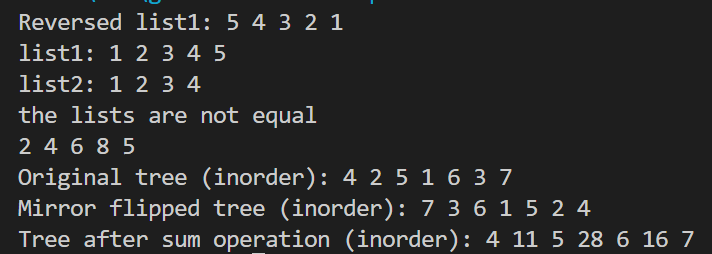 Reversed list1: 5 4 3 2 1
list1: 1 2 3 4 5
list2: 1 2 3 4
the lists are not equal
2 4 6 8 5
Original tree (inorder): 4 2 5 1 6 3 7
Mirror flipped tree (inorder): 7 3 6 1 5 2 4
Tree after sum operation (inorder): 4 11 5 28 6 16 7